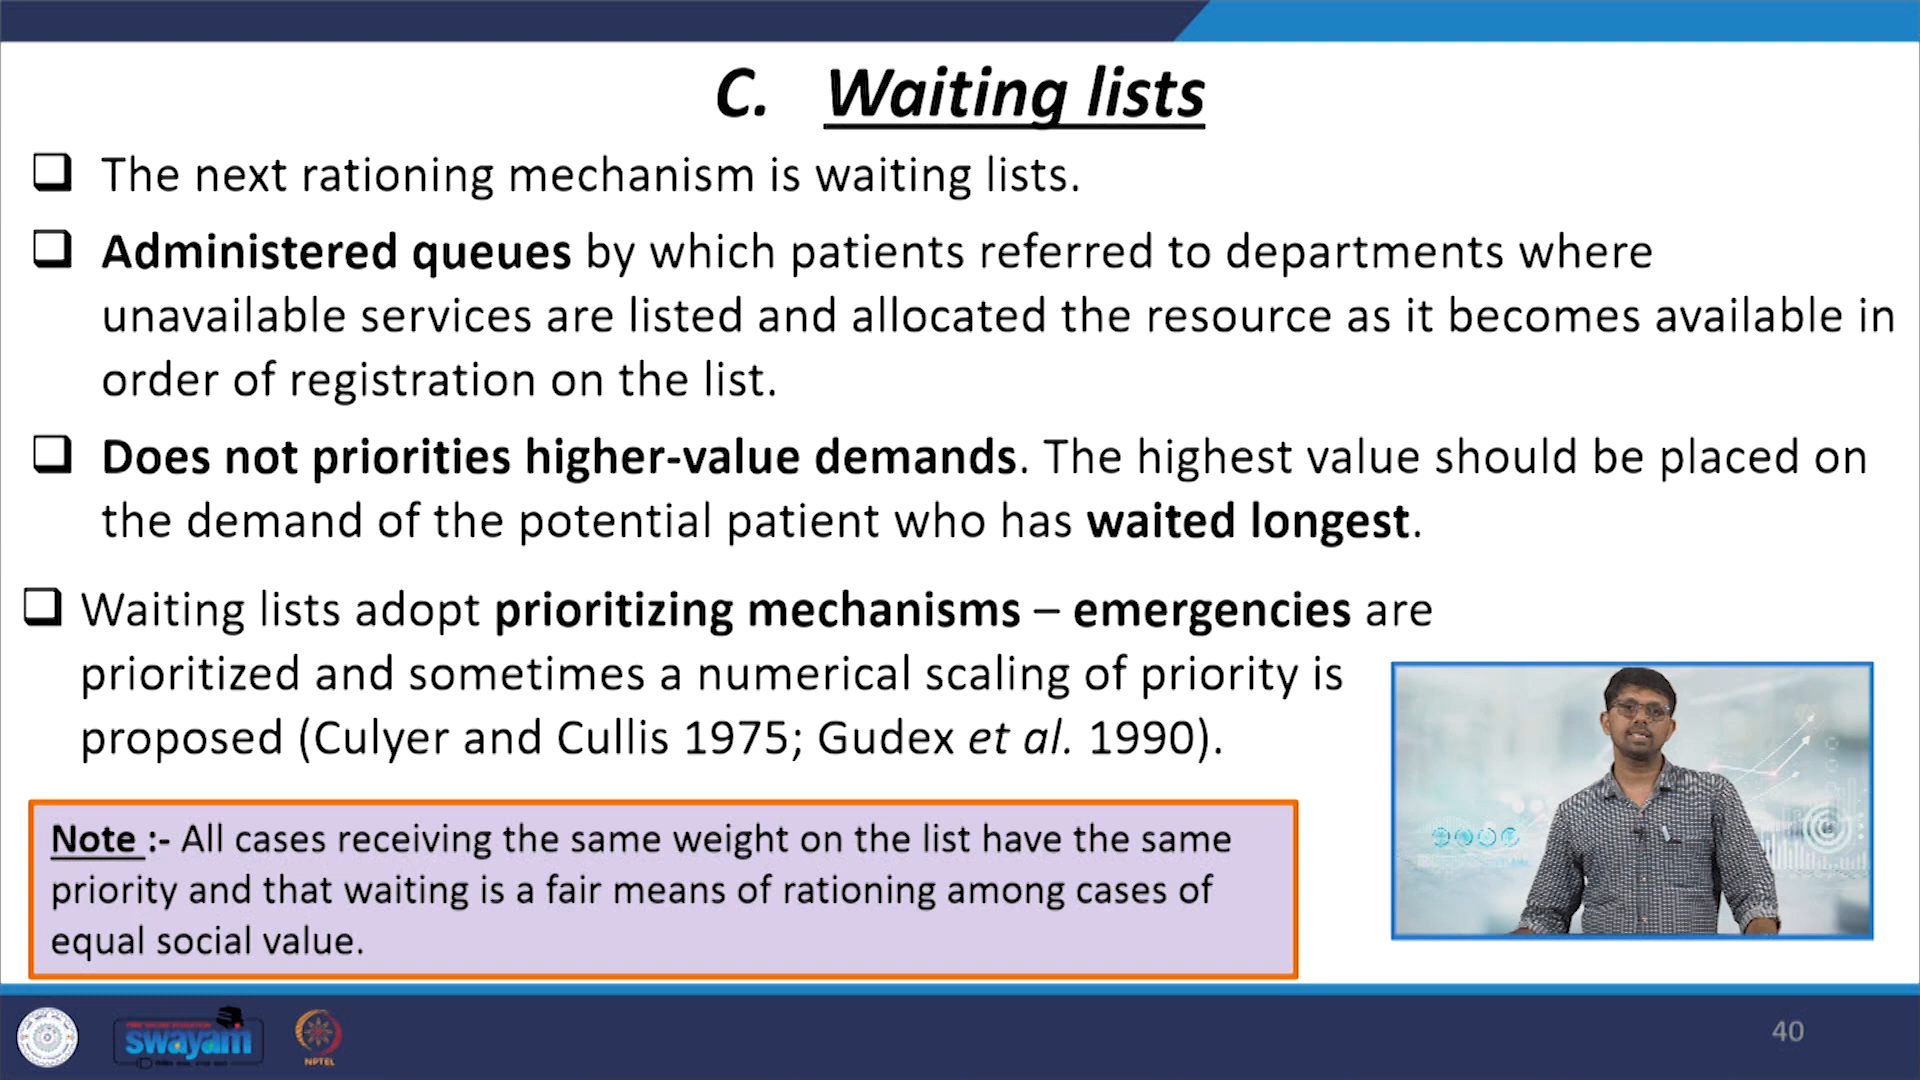 C. Waiting lists
❑ The next rationing mechanism is waiting lists.
❑ Administered queues by which patients referred to departments where
unavailable services are listed and allocated the resource as it becomes available in
order of registration on the list.
❑ Does not priorities higher-value demands. The highest value should be placed on
the demand of the potential patient who has waited longest.
❑ Waiting lists adopt prioritizing mechanisms – emergencies are
prioritized and sometimes a numerical scaling of priority is
proposed (Culyer and Cullis 1975; Gudex et al. 1990).
Note :- All cases receiving the same weight on the list have the same
priority and that waiting is a fair means of rationing among cases of
equal social value.
swayam
NPTEL
40